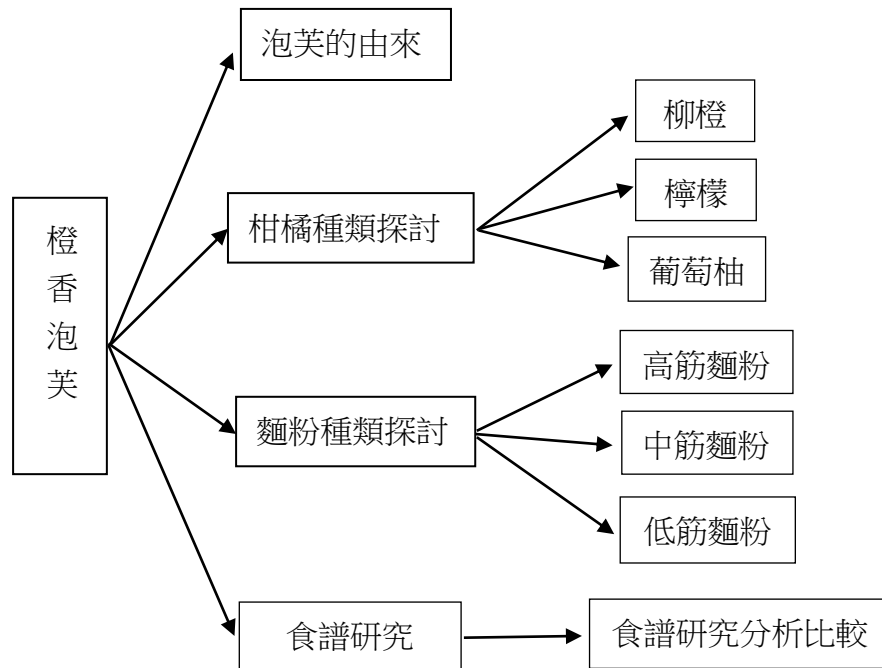 橙香泡芙
泡芙的由來
柑橘種類探討
柳橙
檸檬
葡萄柚
麵粉種類探討
高筋麵粉
中筋麵粉
低筋麵粉
食譜研究
食譜研究分析比較